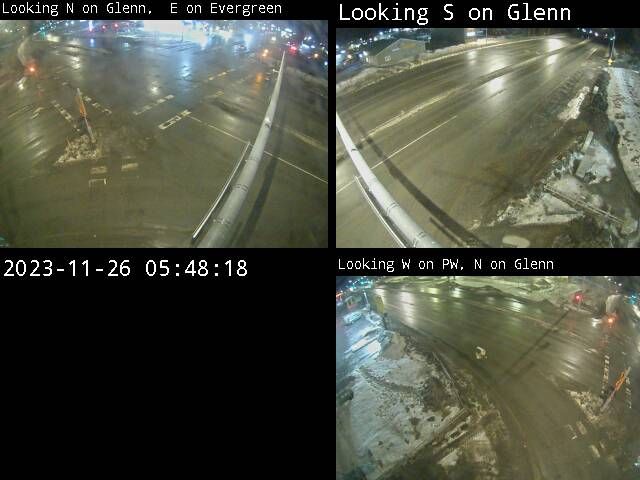 Looking N on Glenn, E on Evergreen
Looking S on Glenn
2023-11-26 05:48:18
Looking W on PW, N on Glenn